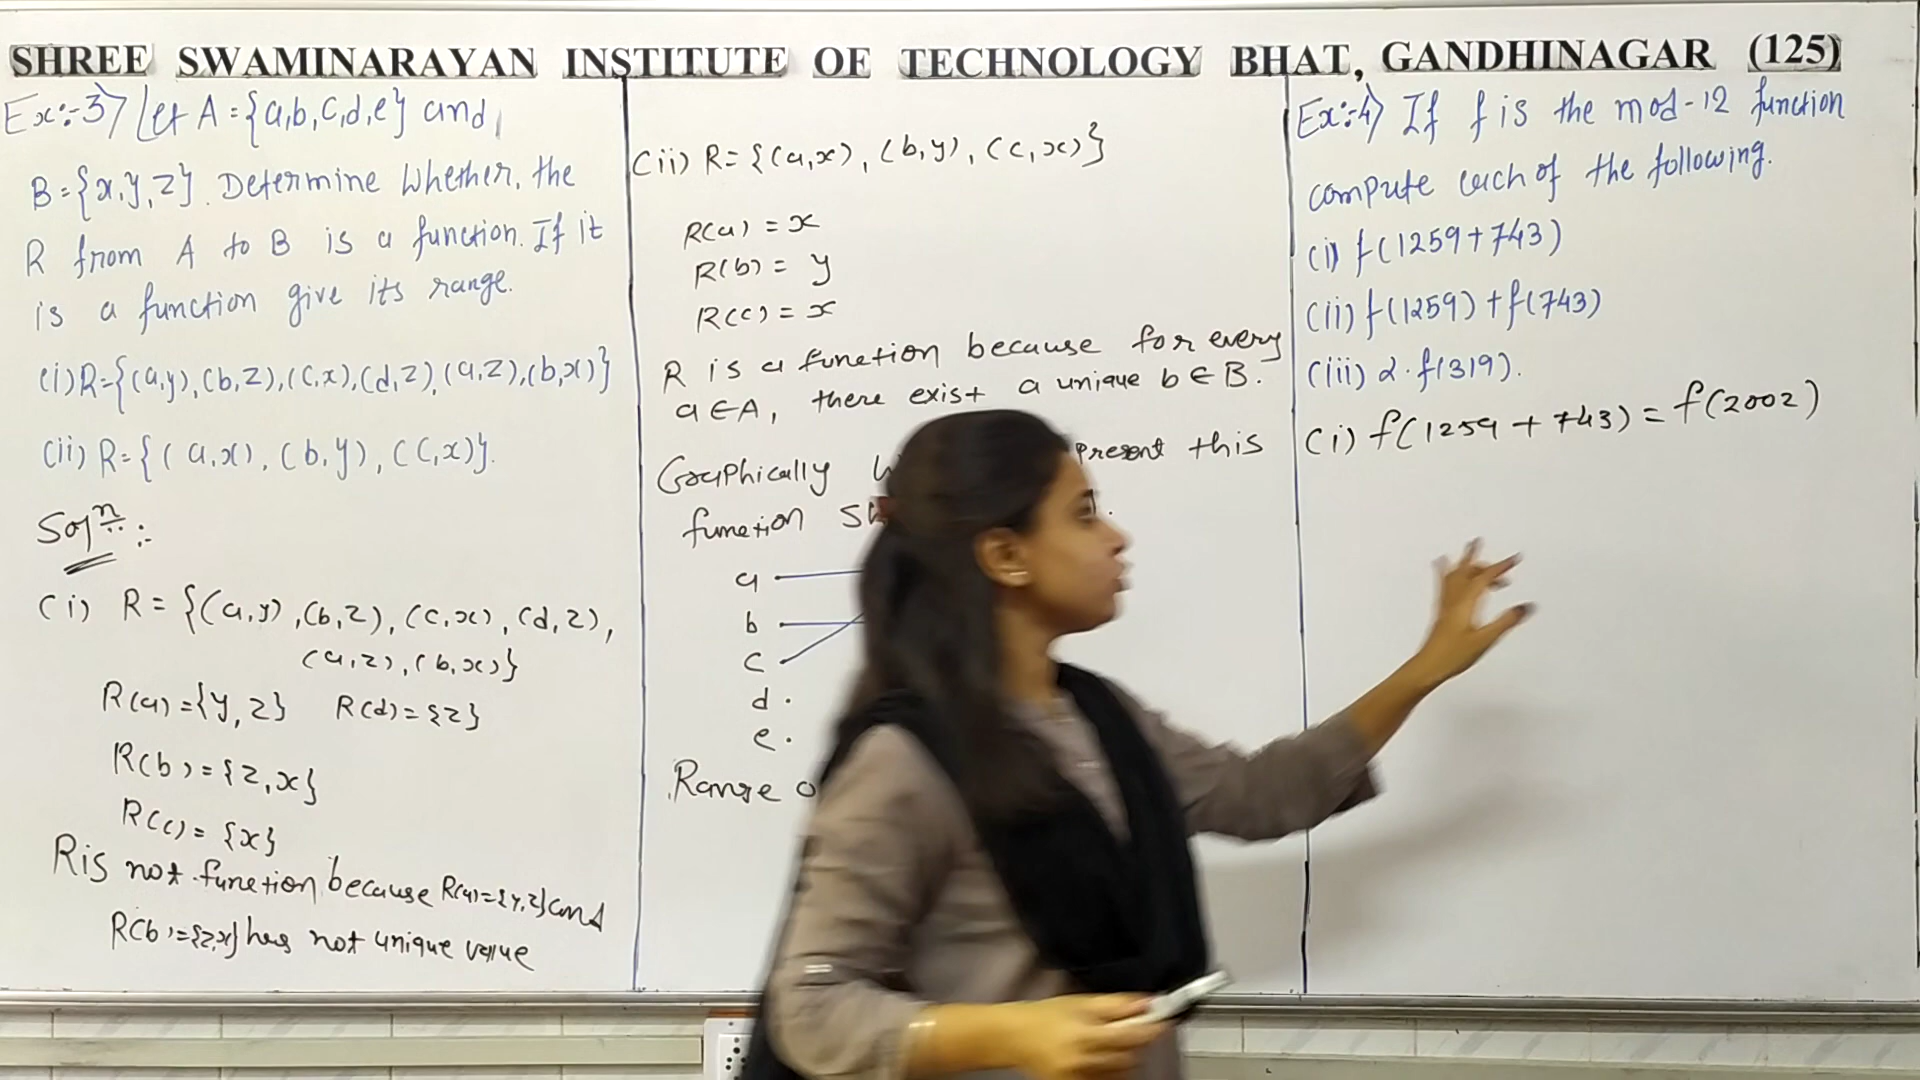 SHREE SWAMINARAYAN INSTITUTE OF TECHNOLOGY BHAT, GANDHINAGAR (125)
Ex:-3> Let A = {a,b,c,d,e} and
B = {x,y,z}. Determine whether, the
R from A to B is a function. If it
is a function give its range.
(i) R={(a,y),(b,z),(c,x),(d,z),(a,z),(b,x)}
(ii) R={(a,x),(b,y),(c,x)}.
Solⁿ:
(i) R = {(a,y),(b,z),(c,x),(d,z),
(a,z),(b,x)}
R(a)={y,z} R(d)={z}
R(b)={z,x}
R(c)={x}
R is not function because R(a)={y,z} and
R(b)={z,x} has not unique value
(ii) R={(a,x),(b,y),(c,x)}
R(a) = x
R(b) = y
R(c) = x
R is a function because for every
a ∈ A, there exist a unique b ∈ B.
Graphically present this
function
a
b
c
d.
e.
Range
Ex:-4> If f is the mod-12 function
compute each of the following.
(i) f(1259+743)
(ii) f(1259)+f(743)
(iii) 2·f(319).
(i) f(1259+743) = f(2002)